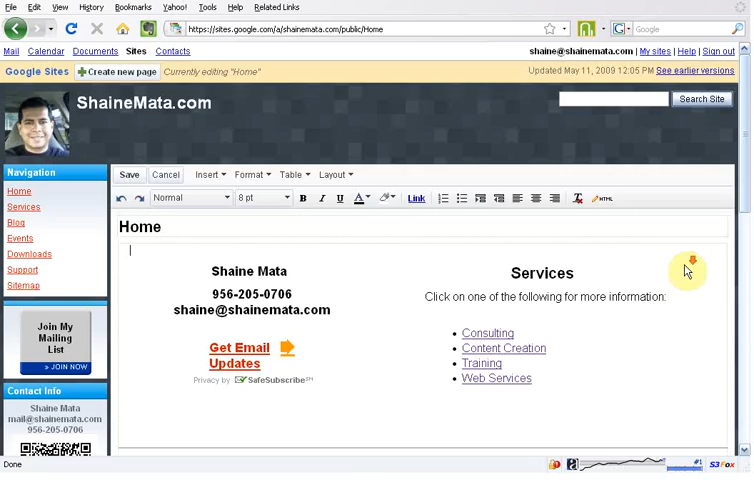 File Edit View History Bookmarks Yahoo! Tools Help
https://sites.google.com/a/shainemata.com/public/Home
Google
Mail Calendar Documents Sites Contacts
shaine@shainemata.com | My sites | Help | Sign out
Google Sites Create new page Currently editing "Home"
Updated May 11, 2009 12:05 PM See earlier versions
ShaineMata.com
Search Site
Navigation
Home
Services
Blog
Events
Downloads
Support
Sitemap
Join My
Mailing
List
» JOIN NOW
Contact Info
Shaine Mata
mail@shainemata.com
956-205-0706
Save Cancel Insert Format Table Layout
Normal 8 pt B I U A Link HTML
Home
Shaine Mata
956-205-0706
shaine@shainemata.com
Get Email
Updates
Privacy by SafeSubscribe SM
Services
Click on one of the following for more information:
Consulting
Content Creation
Training
Web Services
Done
#1
S3Fox